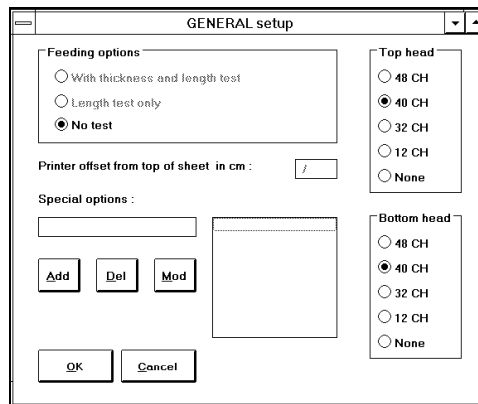 GENERAL setup
Feeding options
With thickness and length test
Length test only
No test
Printer offset from top of sheet in cm :
/
Special options :
Add
Del
Mod
OK
Cancel
Top head
48 CH
40 CH
32 CH
12 CH
None
Bottom head
48 CH
40 CH
32 CH
12 CH
None